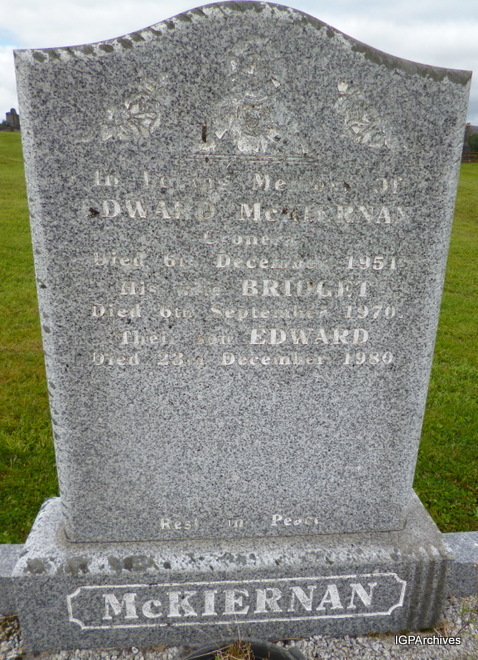 In Loving Memory Of
EDWARD McKIERNAN
Died 6th December 1951
His wife BRIDGET
Died 6th September 1970
Their son EDWARD
Died 23rd December 1980
Rest in Peace
McKIERNAN
IGPArchives